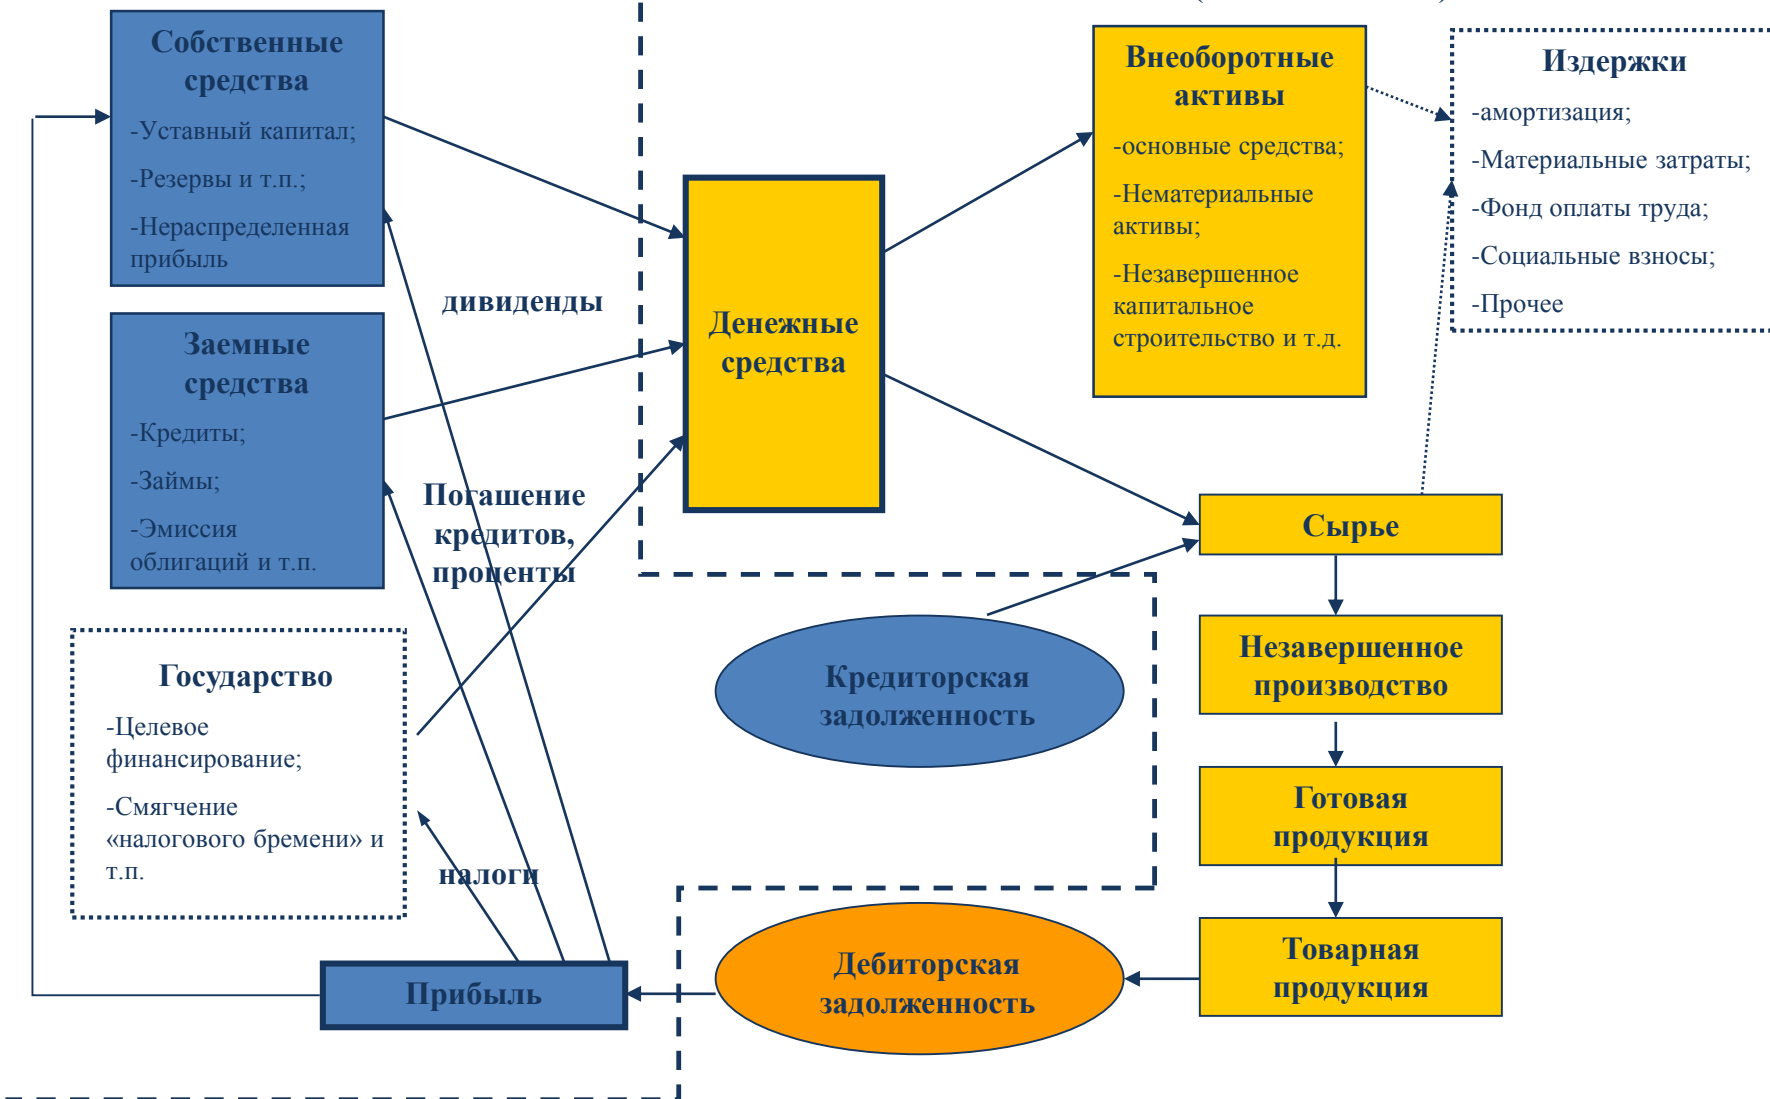 Собственные
средства
-Уставный капитал;
-Резервы и т.п.;
-Нераспределенная
прибыль
Заемные
средства
-Кредиты;
-Займы;
-Эмиссия
облигаций и т.п.
Государство
-Целевое
финансирование;
-Смягчение
«налогового бремени» и
т.п.
дивиденды
Погашение
кредитов,
проценты
налоги
Прибыль
Денежные
средства
Кредиторская
задолженность
Дебиторская
задолженность
Внеоборотные
активы
-основные средства;
-Нематериальные
активы;
-Незавершенное
капитальное
строительство и т.д.
Издержки
-амортизация;
-Материальные затраты;
-Фонд оплаты труда;
-Социальные взносы;
-Прочее
Сырье
Незавершенное
производство
Готовая
продукция
Товарная
продукция